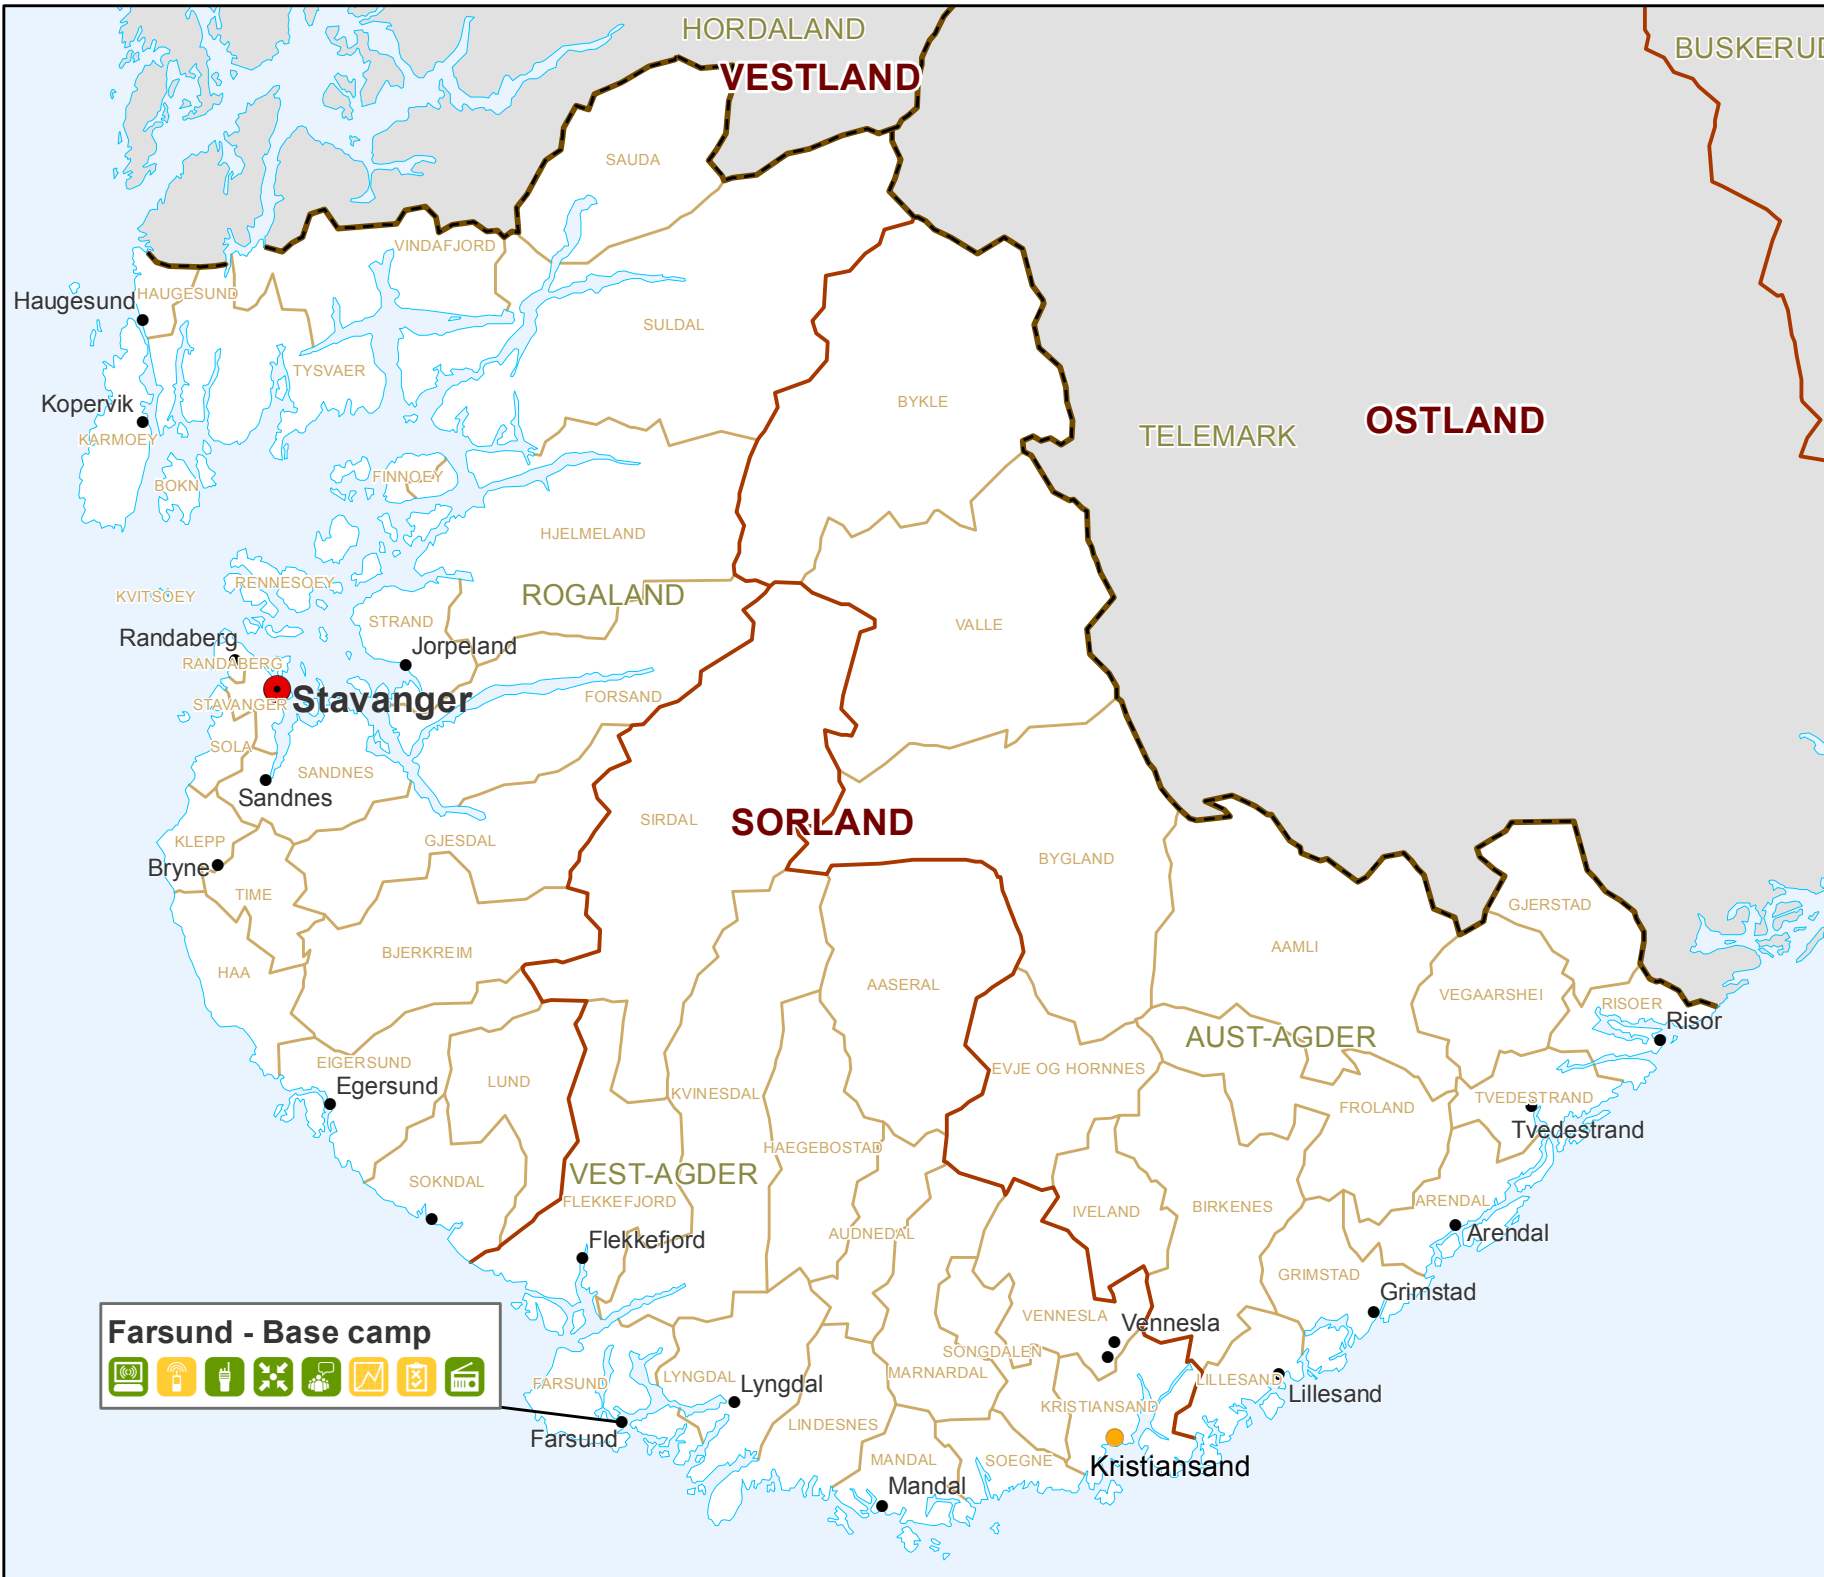 HORDALAND
BUSKERUD
VESTLAND
SAUDA
VINDAFJORD
HAUGESUND
Haugesund
SULDAL
TYSVAER
BYKLE
Kopervik
OSTLAND
TELEMARK
KARMOEY
FINNOEY
BOKN
HJELMELAND
RENNESOEY
KVITSOEY
ROGALAND
STRAND
VALLE
Randaberg
Jorpeland
RANDABERG
FORSAND
Stavanger
STAVANGER
SOLA
SANDNES
Sandnes
SIRDAL
SORLAND
KLEPP
GJESDAL
BYGLAND
Bryne
TIME
GJERSTAD
BJERKREIM
AAMLI
HAA
AASERAL
VEGAARSHEI
RISOER
Risor
AUST-AGDER
EIGERSUND
EVJE OG HORNNES
LUND
Egersund
KVINESDAL
TVEDESTRAND
FROLAND
Tvedestrand
HAEGEBOSTAD
VEST-AGDER
SOKNDAL
FLEKKEFJORD
ARENDAL
BIRKENES
IVELAND
AUDNEDAL
Arendal
Flekkefjord
GRIMSTAD
Grimstad
VENNESLA
Vennesla
Farsund - Base camp
SONGDALEN
MARNARDAL
LYNGDAL
Lyngdal
FARSUND
LILLESAND
Lillesand
KRISTIANSAND
LINDESNES
Farsund
MANDAL
SOEGNE
Kristiansand
Mandal